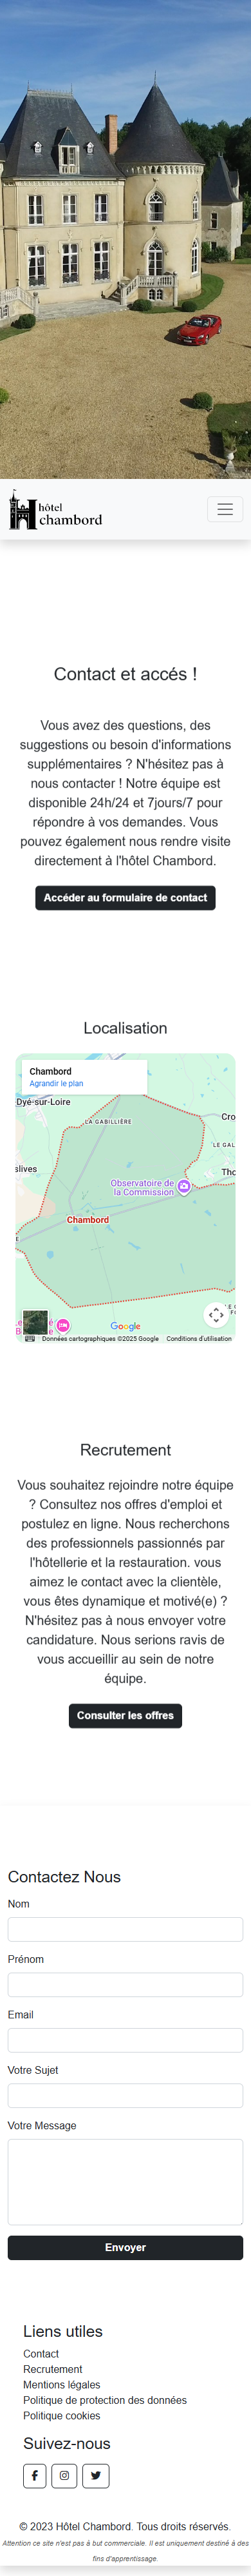 hôtel
chambord
Contact et accés !
Vous avez des questions, des
suggestions ou besoin d'informations
supplémentaires ? N'hésitez pas à
nous contacter ! Notre équipe est
disponible 24h/24 et 7jours/7 pour
répondre à vos demandes. Vous
pouvez également nous rendre visite
directement à l'hôtel Chambord.
Accéder au formulaire de contact
Localisation
Chambord
Agrandir le plan
Dyé-sur-Loire
Cro
LA GABILLIÈRE
LE GAL
slives
Tho
Observatoire de
la Commission
Chambord
Google
Données cartographiques ©2025 Google
Conditions d'utilisation
Recrutement
Vous souhaitez rejoindre notre équipe
? Consultez nos offres d'emploi et
postulez en ligne. Nous recherchons
des professionnels passionnés par
l'hôtellerie et la restauration. vous
aimez le contact avec la clientèle,
vous êtes dynamique et motivé(e) ?
N'hésitez pas à nous envoyer votre
candidature. Nous serions ravis de
vous accueillir au sein de notre
équipe.
Consulter les offres
Contactez Nous
Nom
Prénom
Email
Votre Sujet
Votre Message
Envoyer
Liens utiles
Contact
Recrutement
Mentions légales
Politique de protection des données
Politique cookies
Suivez-nous
© 2023 Hôtel Chambord. Tous droits réservés.
Attention ce site n'est pas à but commerciale. Il est uniquement destiné à des
fins d'apprentissage.